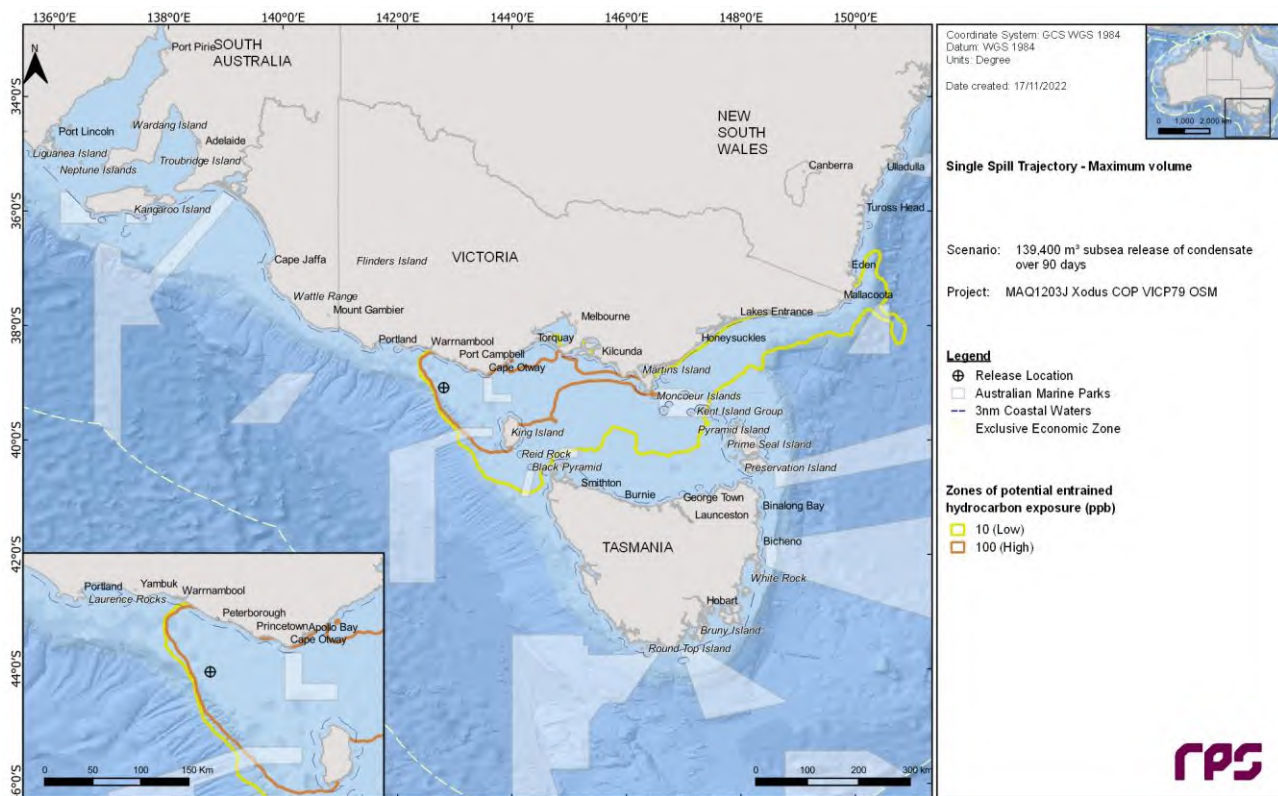 136°0'E 138°0'E 140°0'E 142°0'E 144°0'E 146°0'E 148°0'E 150°0'E
34°0'S
36°0'S
38°0'S
40°0'S
42°0'S
44°0'S
6°0'S
N
Port Pirie
SOUTH
AUSTRALIA
Port Lincoln
Wardang Island
Adelaide
Liguanea Island
Troubridge Island
Neptune Islands
Kangaroo Island
NEW
SOUTH
WALES
Canberra
Ulladulla
Tuross Head
Eden
Mallacoota
Cape Jaffa
Flinders Island
VICTORIA
Wattle Range
Mount Gambier
Melbourne
Lakes Entrance
Portland
Warrnambool
Torquay
Honeysuckles
Port Campbell
Kilcunda
Cape Otway
Martins Island
Moncoeur Islands
Kent Island Group
King Island
Pyramid Island
Reid Rock
Prime Seal Island
Black Pyramid
Preservation Island
Smithton
Burnie
George Town
Binalong Bay
Launceston
TASMANIA
Bicheno
White Rock
Hobart
Bruny Island
Round Top Island
Portland
Yambuk
Warrnambool
Laurence Rocks
Peterborough
Princetown
Apollo Bay
Cape Otway
0 50 100 150 Km
0 100 200 300 km
Coordinate System: GCS WGS 1984
Datum: WGS 1984
Units: Degree
Date created: 17/11/2022
0 1,000 2,000 km
Single Spill Trajectory - Maximum volume
Scenario: 139,400 m³ subsea release of condensate
over 90 days
Project: MAQ1203J Xodus COP VICP79 OSM
Legend
Release Location
Australian Marine Parks
3nm Coastal Waters
Exclusive Economic Zone
Zones of potential entrained
hydrocarbon exposure (ppb)
10 (Low)
100 (High)
rps